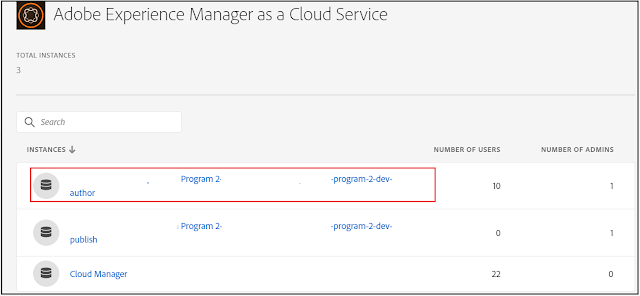 Adobe Experience Manager as a Cloud Service
TOTAL INSTANCES
3
Search
INSTANCES NUMBER OF USERS NUMBER OF ADMINS
Program 2- -program-2-dev-
author 10 1
Program 2- -program-2-dev-
publish 0 1
Cloud Manager 22 0